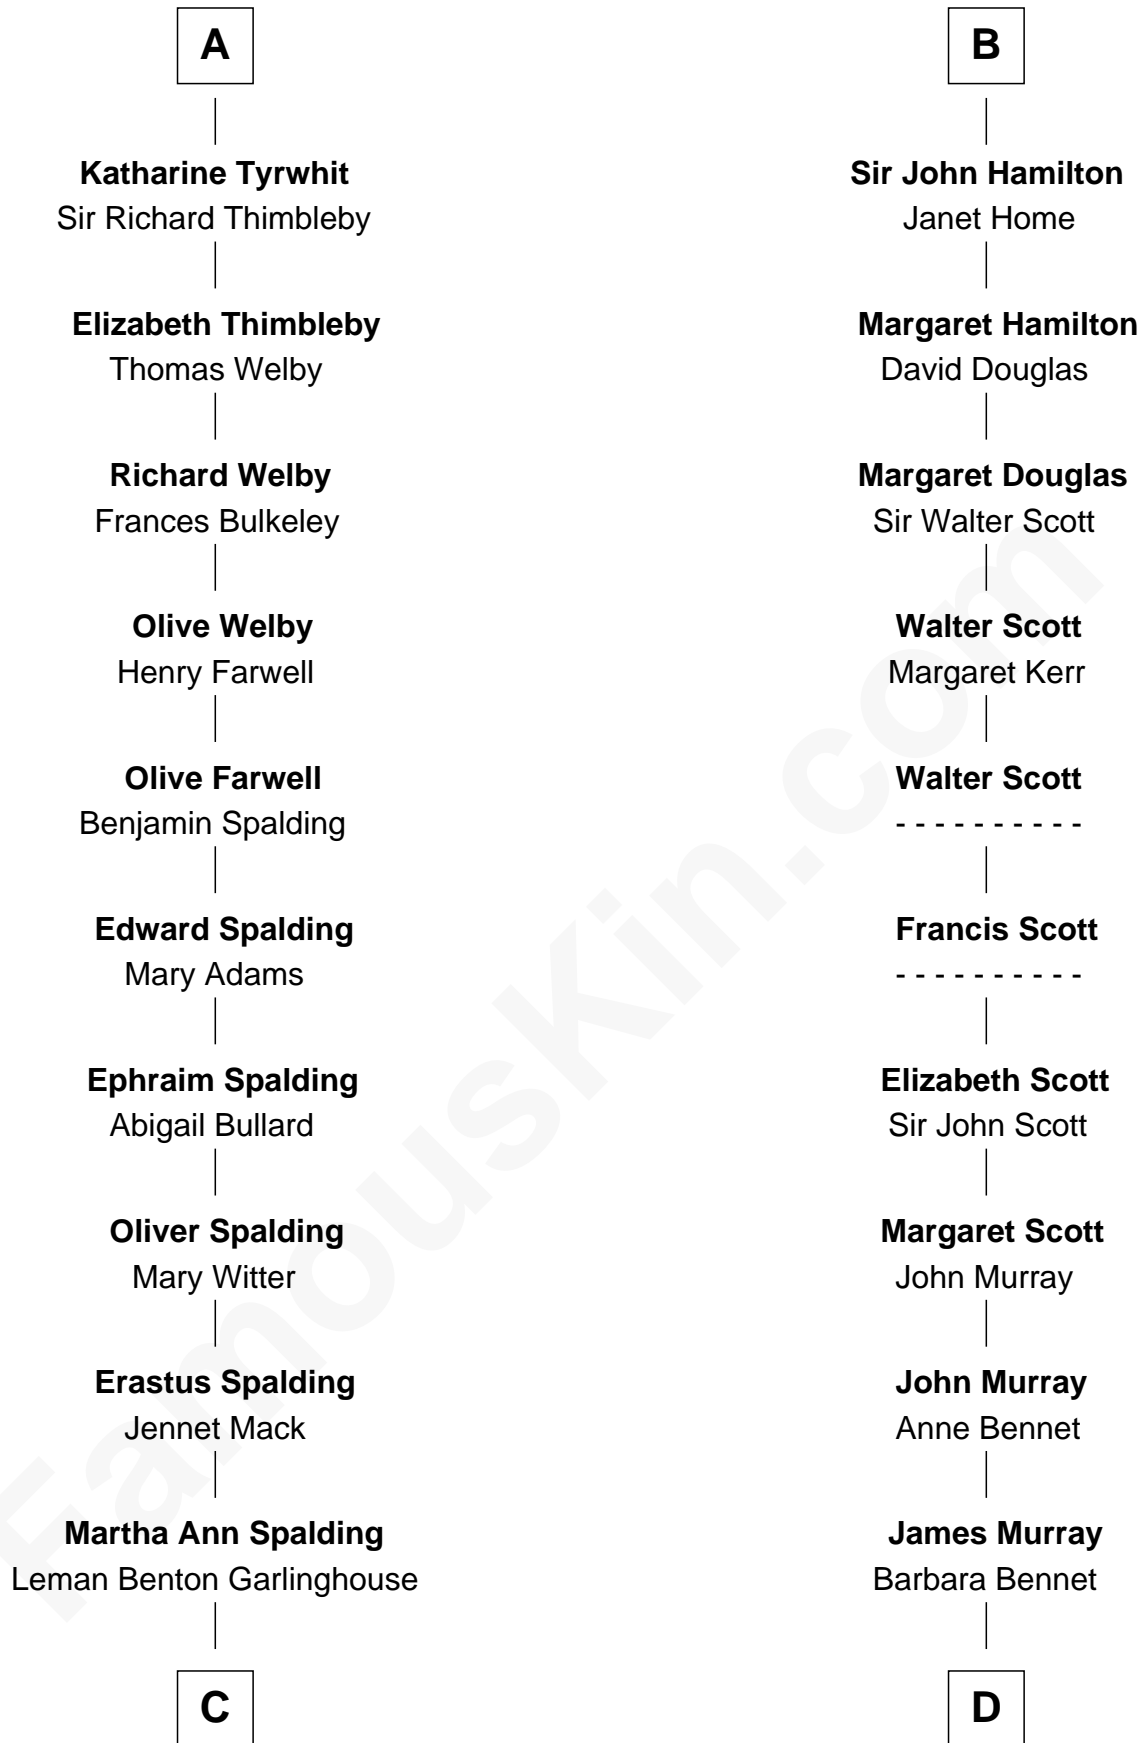 A
Katharine Tyrwhit
Sir Richard Thimbleby
Elizabeth Thimbleby
Thomas Welby
Richard Welby
Frances Bulkeley
Olive Welby
Henry Farwell
Olive Farwell
Benjamin Spalding
Edward Spalding
Mary Adams
Ephraim Spalding
Abigail Bullard
Oliver Spalding
Mary Witter
Erastus Spalding
Jennet Mack
Martha Ann Spalding
Leman Benton Garlinghouse
C
B
Sir John Hamilton
Janet Home
Margaret Hamilton
David Douglas
Margaret Douglas
Sir Walter Scott
Walter Scott
Margaret Kerr
Walter Scott
- - - - - - - - - -
Francis Scott
- - - - - - - - - -
Elizabeth Scott
Sir John Scott
Margaret Scott
John Murray
John Murray
Anne Bennet
James Murray
Barbara Bennet
D
FamousKin.com